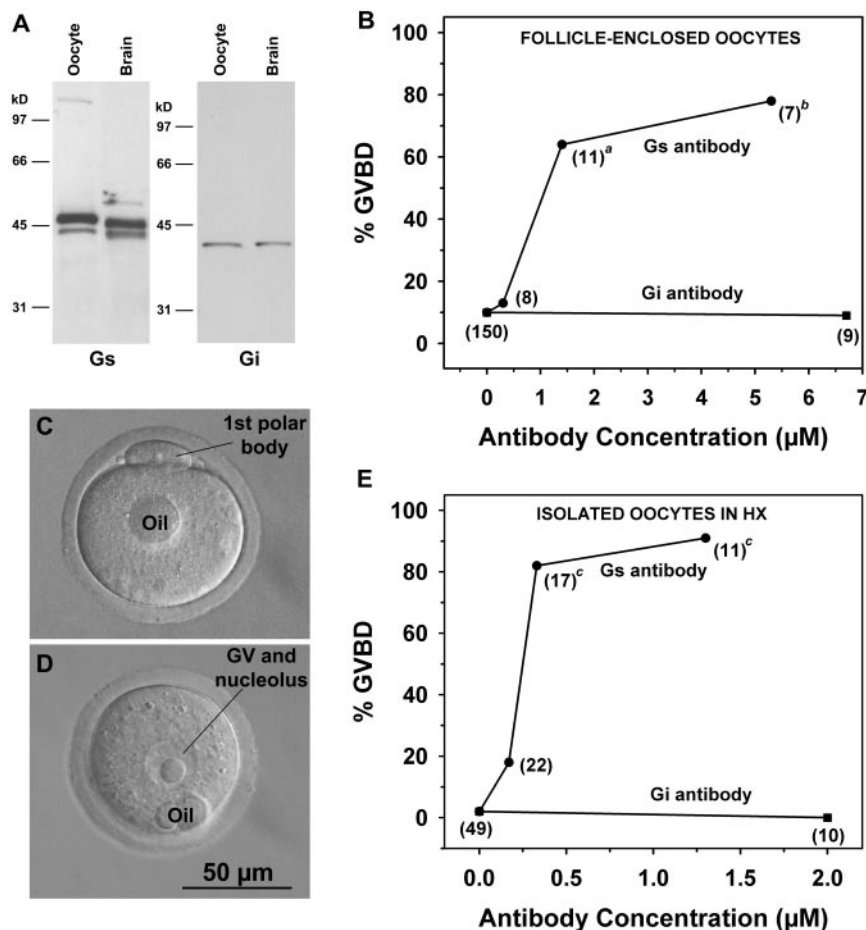 A
Oocyte
Brain
Oocyte
Brain
kD
97
66
45
31
kD
97
66
45
31
Gs
Gi
B
FOLLICLE-ENCLOSED OOCYTES
% GVBD
100
80
60
40
20
0
(7)b
(11)a
Gs antibody
(8)
Gi antibody
(150)
(9)
0 1 2 3 4 5 6 7
Antibody Concentration (µM)
C
1st polar
body
Oil
D
GV and
nucleolus
Oil
50 µm
E
ISOLATED OOCYTES IN HX
% GVBD
100
80
60
40
20
0
(11)c
(17)c
Gs antibody
(22)
Gi antibody
(49)
(10)
0.0 0.5 1.0 1.5 2.0
Antibody Concentration (µM)